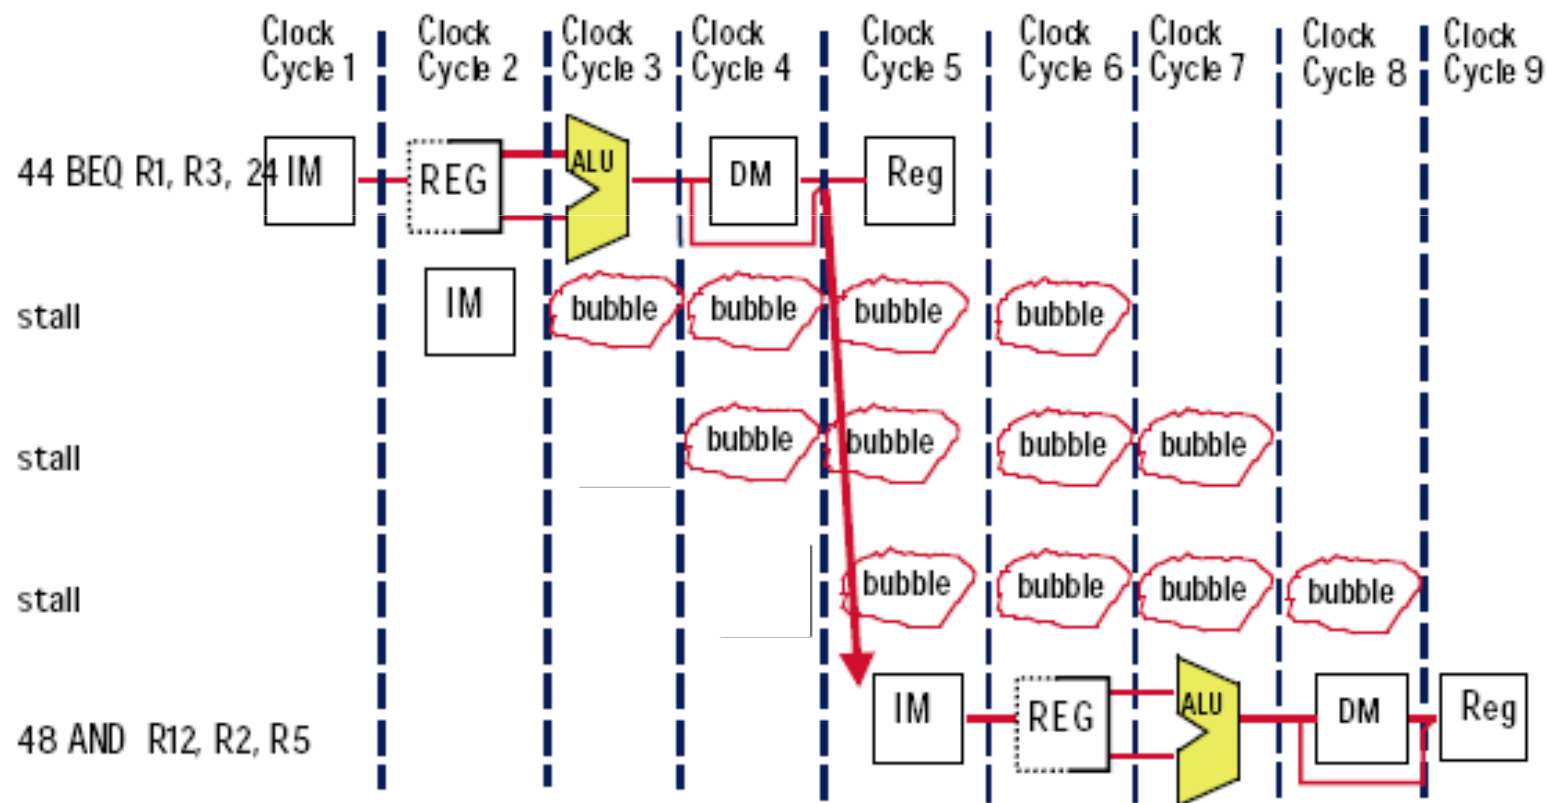 Clock Cycle 1
Clock Cycle 2
Clock Cycle 3
Clock Cycle 4
Clock Cycle 5
Clock Cycle 6
Clock Cycle 7
Clock Cycle 8
Clock Cycle 9
44 BEQ R1, R3, 24 IM REG ALU DM Reg
stall IM bubble bubble bubble bubble
stall bubble bubble bubble bubble
stall bubble bubble bubble bubble
48 AND R12, R2, R5 IM REG ALU DM Reg